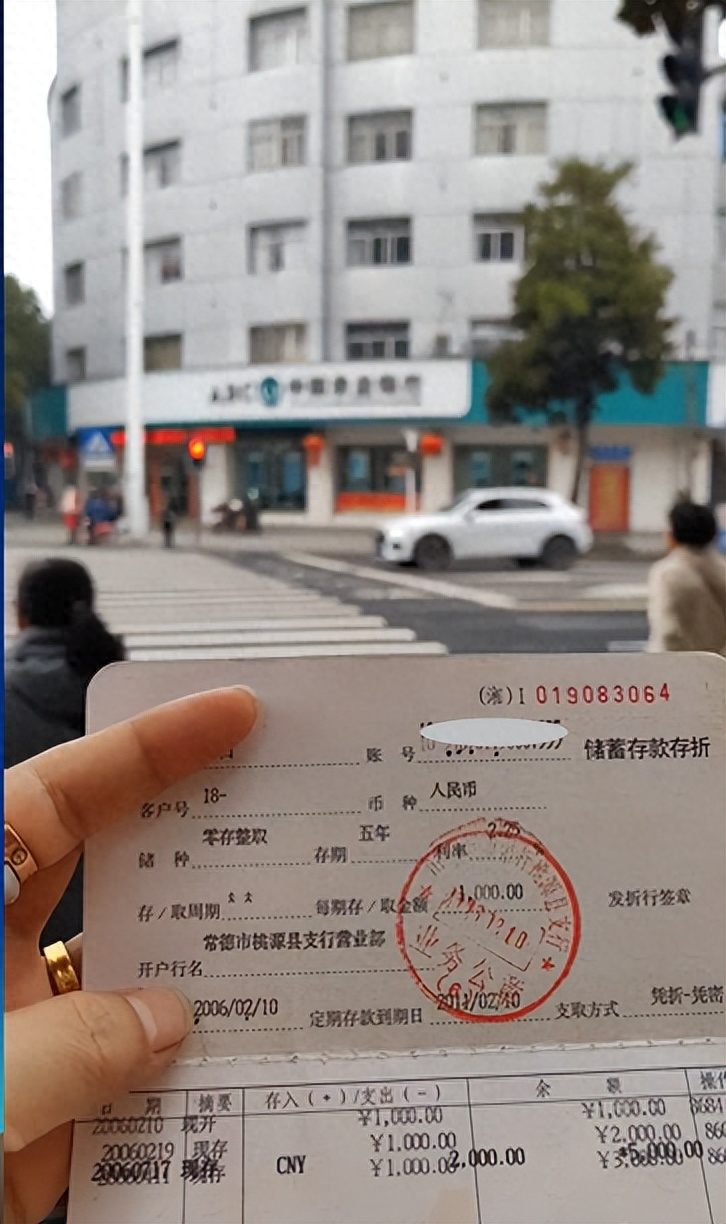 ABC 中国农业银行
(湘)I 019083064
账 号
储蓄存款存折
客户号 18-
币 种 人民币
储 种 零存整取 存期 五年 利率 2.25
存/取周期 每期存/取金额 1,000.00 发折行签章
开户行名 常德市桃源县支行营业部
2006/02/10 定期存款到期日 2011/02/10 支取方式 凭折-凭密
业务公章
日 期 摘要 存入(+)/支出(-) 余 额 操作
20060210 现开 ¥1,000.00 ¥1,000.00 8684
20060219 现存 ¥1,000.00 ¥2,000.00 860
20060717 现存 CNY 2,000.00 *5,000.00
¥1,000.00 ¥3,000.00 86